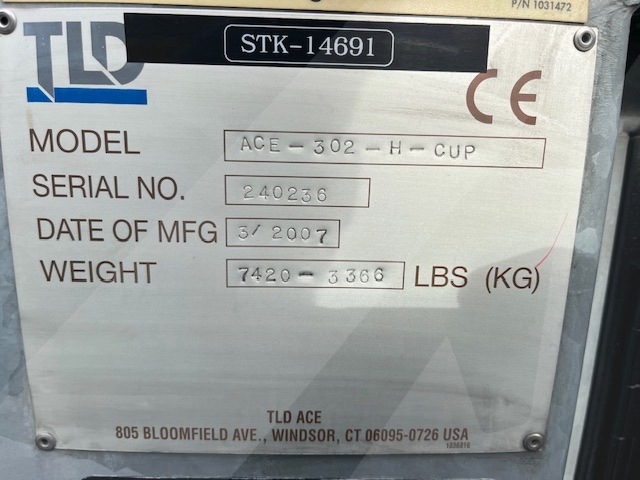 P/N 1031472
STK-14691
TLD
CE
MODEL ACE-302-H-CUP
SERIAL NO. 240236
DATE OF MFG 3/2007
WEIGHT 7420-3366 LBS (KG)
TLD ACE
805 BLOOMFIELD AVE., WINDSOR, CT 06095-0726 USA